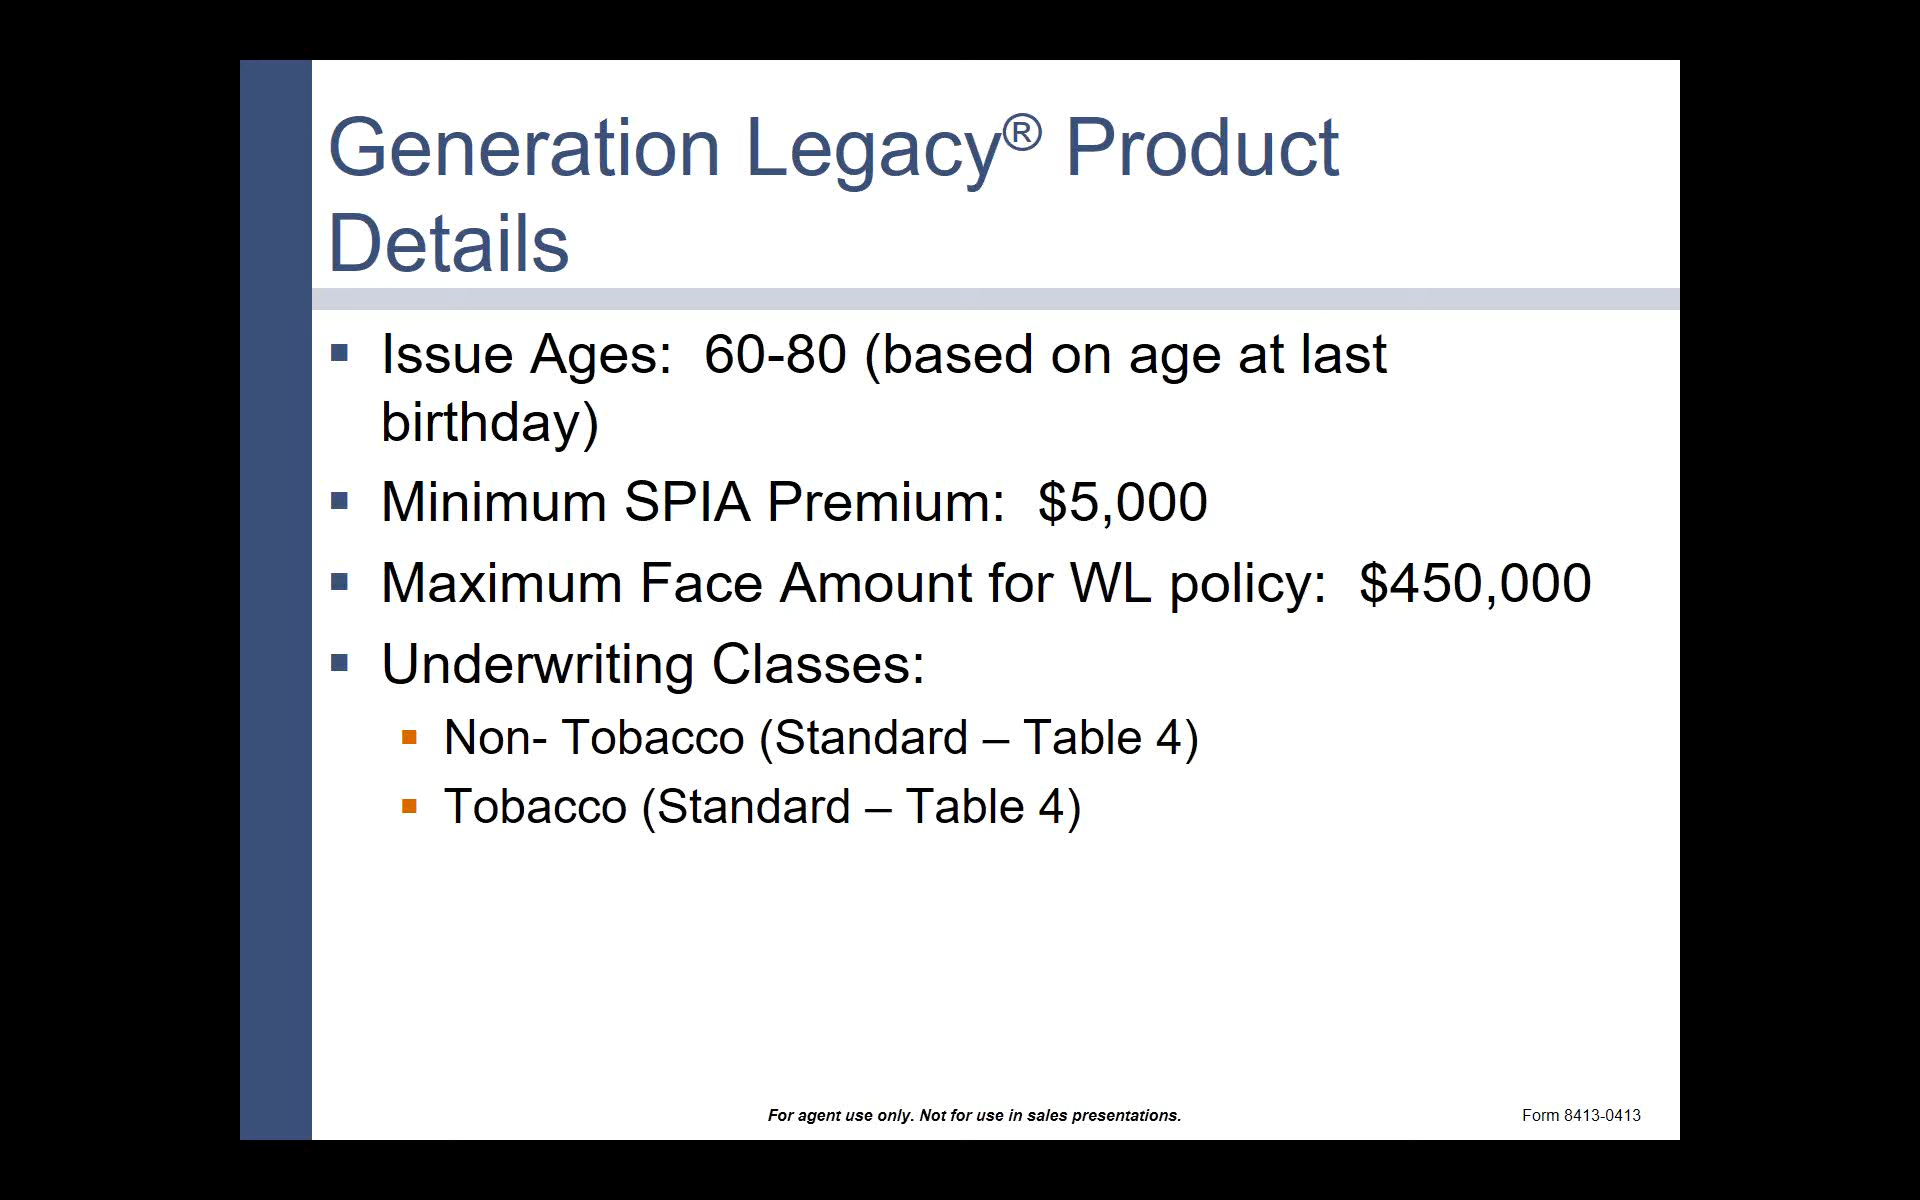 Generation Legacy® Product
Details
▪ Issue Ages:  60-80 (based on age at last
birthday)
▪ Minimum SPIA Premium:  $5,000
▪ Maximum Face Amount for WL policy:  $450,000
▪ Underwriting Classes:
▪ Non- Tobacco (Standard – Table 4)
▪ Tobacco (Standard – Table 4)
For agent use only. Not for use in sales presentations.
Form 8413-0413